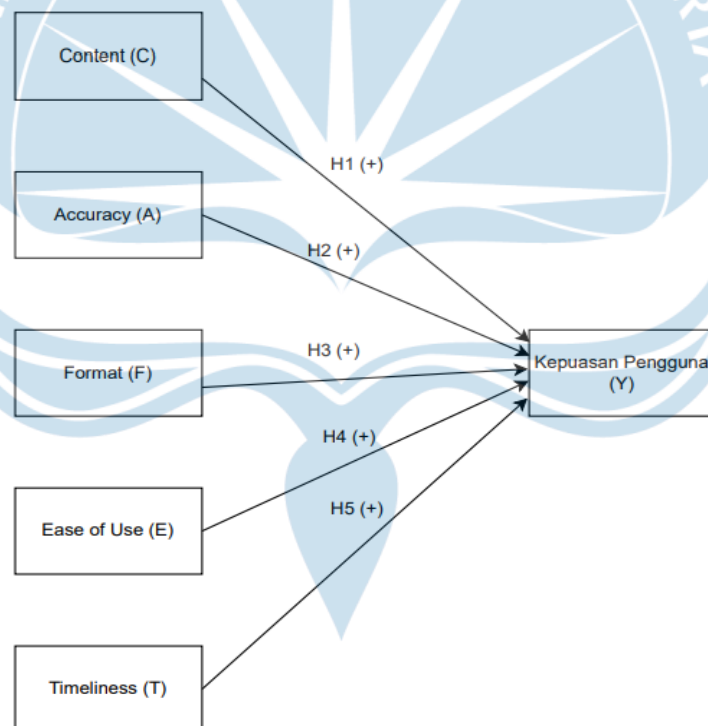 Content (C)
H1 (+)
Accuracy (A)
H2 (+)
Format (F)
H3 (+)
Kepuasan Pengguna
(Y)
H4 (+)
Ease of Use (E)
H5 (+)
Timeliness (T)